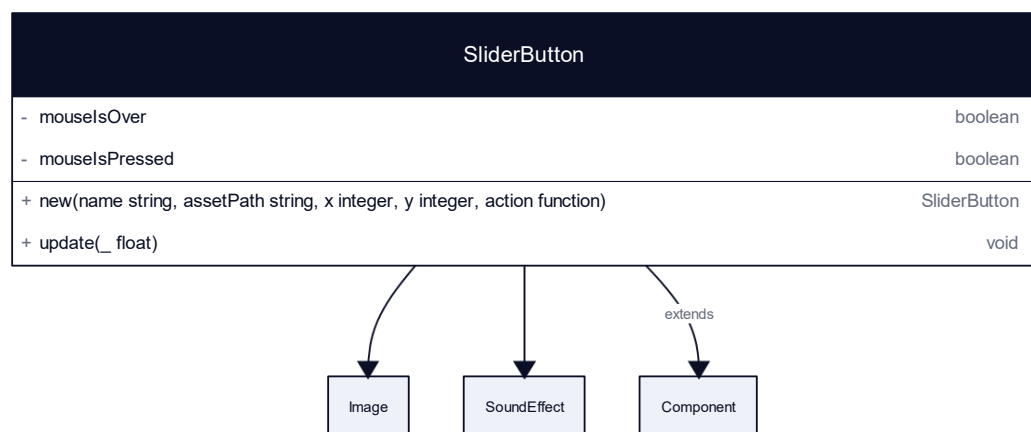 SliderButton
- mouseIsOver boolean
- mouseIsPressed boolean
+ new(name string, assetPath string, x integer, y integer, action function) SliderButton
+ update(_ float) void
extends
Image SoundEffect Component